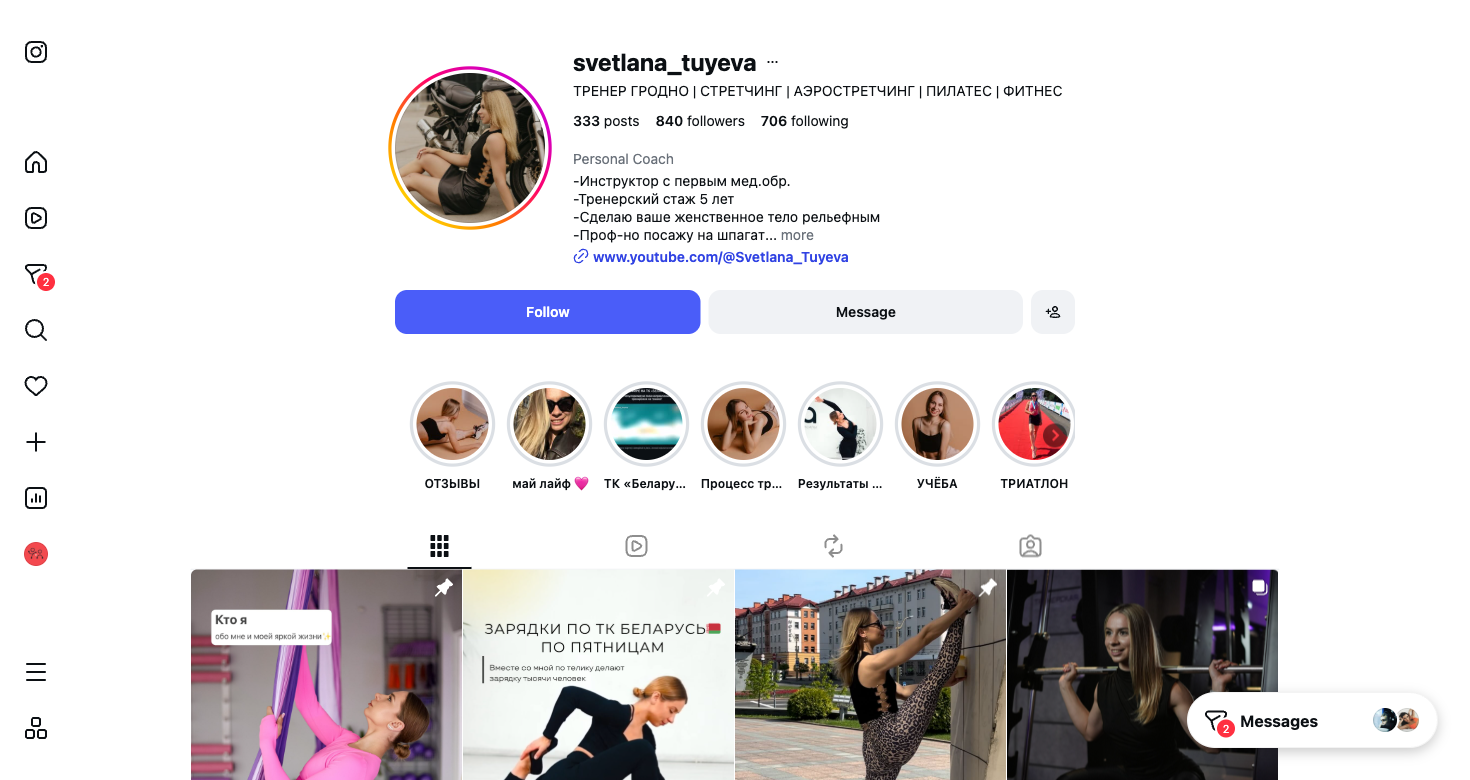 svetlana_tuyeva ...
ТРЕНЕР ГРОДНО | СТРЕТЧИНГ | АЭРОСТРЕТЧИНГ | ПИЛАТЕС | ФИТНЕС
333 posts 840 followers 706 following
Personal Coach
-Инструктор с первым мед.обр.
-Тренерский стаж 5 лет
-Сделаю ваше женственное тело рельефным
-Проф-но посажу на шпагат... more
www.youtube.com/@Svetlana_Tuyeva
Follow Message
2
ОТЗЫВЫ май лайф 💗 ТК «Белару... Процесс тр... Результаты ... УЧЁБА ТРИАТЛОН
Кто я
обо мне и моей яркой жизни✨
ЗАРЯДКИ ПО ТК БЕЛАРУСЬ🇧🇾
ПО ПЯТНИЦАМ
Вместе со мной по телику делают
зарядку тысячи человек
2 Messages